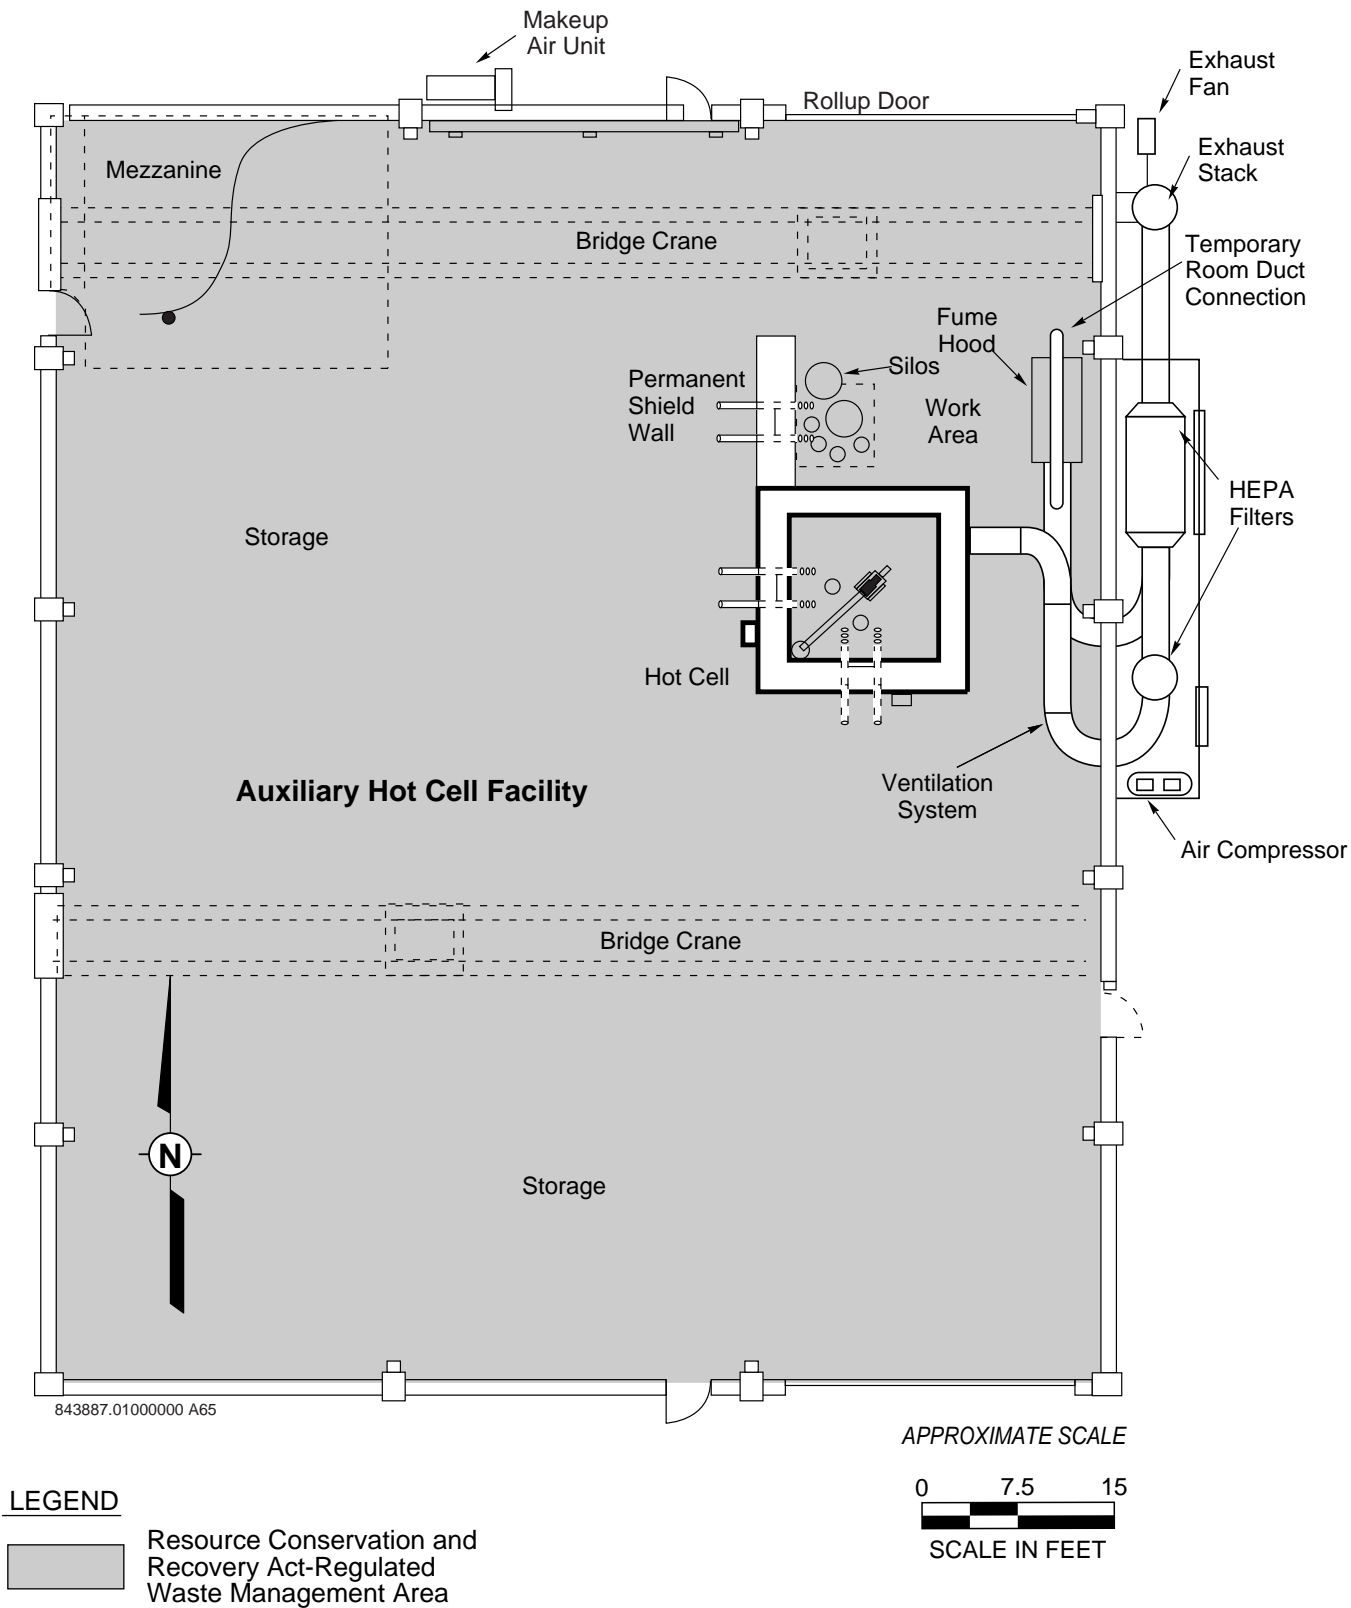 Makeup
Air Unit
Exhaust
Fan
Rollup Door
Exhaust
Stack
Mezzanine
Bridge Crane
Temporary
Room Duct
Connection
Fume
Hood
Silos
Permanent
Shield
Wall
Work
Area
HEPA
Filters
Storage
Hot Cell
Auxiliary Hot Cell Facility
Ventilation
System
Air Compressor
Bridge Crane
N
Storage
843887.01000000 A65
APPROXIMATE SCALE
0 7.5 15
SCALE IN FEET
LEGEND
Resource Conservation and
Recovery Act-Regulated
Waste Management Area